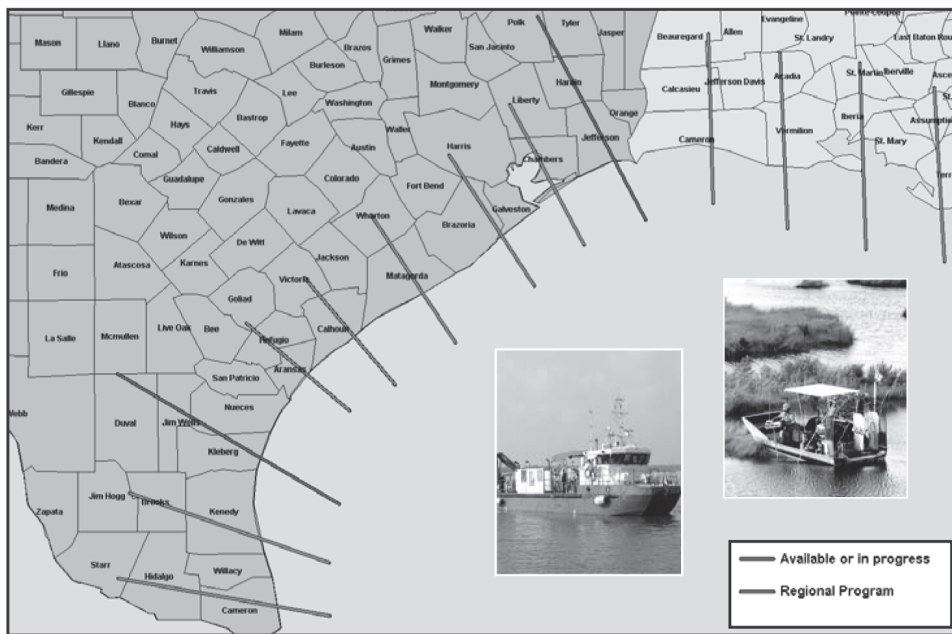 Mason
Llano
Burnet
Williamson
Milam
Brazos
Grimes
Walker
Polk
San Jacinto
Tyler
Jasper
Beauregard
Allen
Evangeline
St. Landry
East Baton Rou
Gillespie
Blanco
Travis
Burleson
Lee
Washington
Montgomery
Liberty
Hardin
Orange
Calcasieu
Jefferson Davis
Acadia
St. Martin
Iberville
Asce
St.
Kerr
Kendall
Hays
Bastrop
Waller
Harris
Jefferson
Cameron
Vermilion
Iberia
St. Mary
Assumption
Terr
Bandera
Comal
Caldwell
Fayette
Austin
Chambers
Guadalupe
Colorado
Fort Bend
Galveston
Medina
Bexar
Gonzales
Lavaca
Wharton
Brazoria
Wilson
De Witt
Jackson
Matagorda
Frio
Atascosa
Karnes
Victoria
Goliad
Calhoun
La Salle
Mcmullen
Live Oak
Bee
Refugio
Aransas
San Patricio
Nueces
Webb
Duval
Jim Wells
Kleberg
Zapata
Jim Hogg
Brooks
Kenedy
Starr
Hidalgo
Willacy
Cameron
Available or in progress
Regional Program